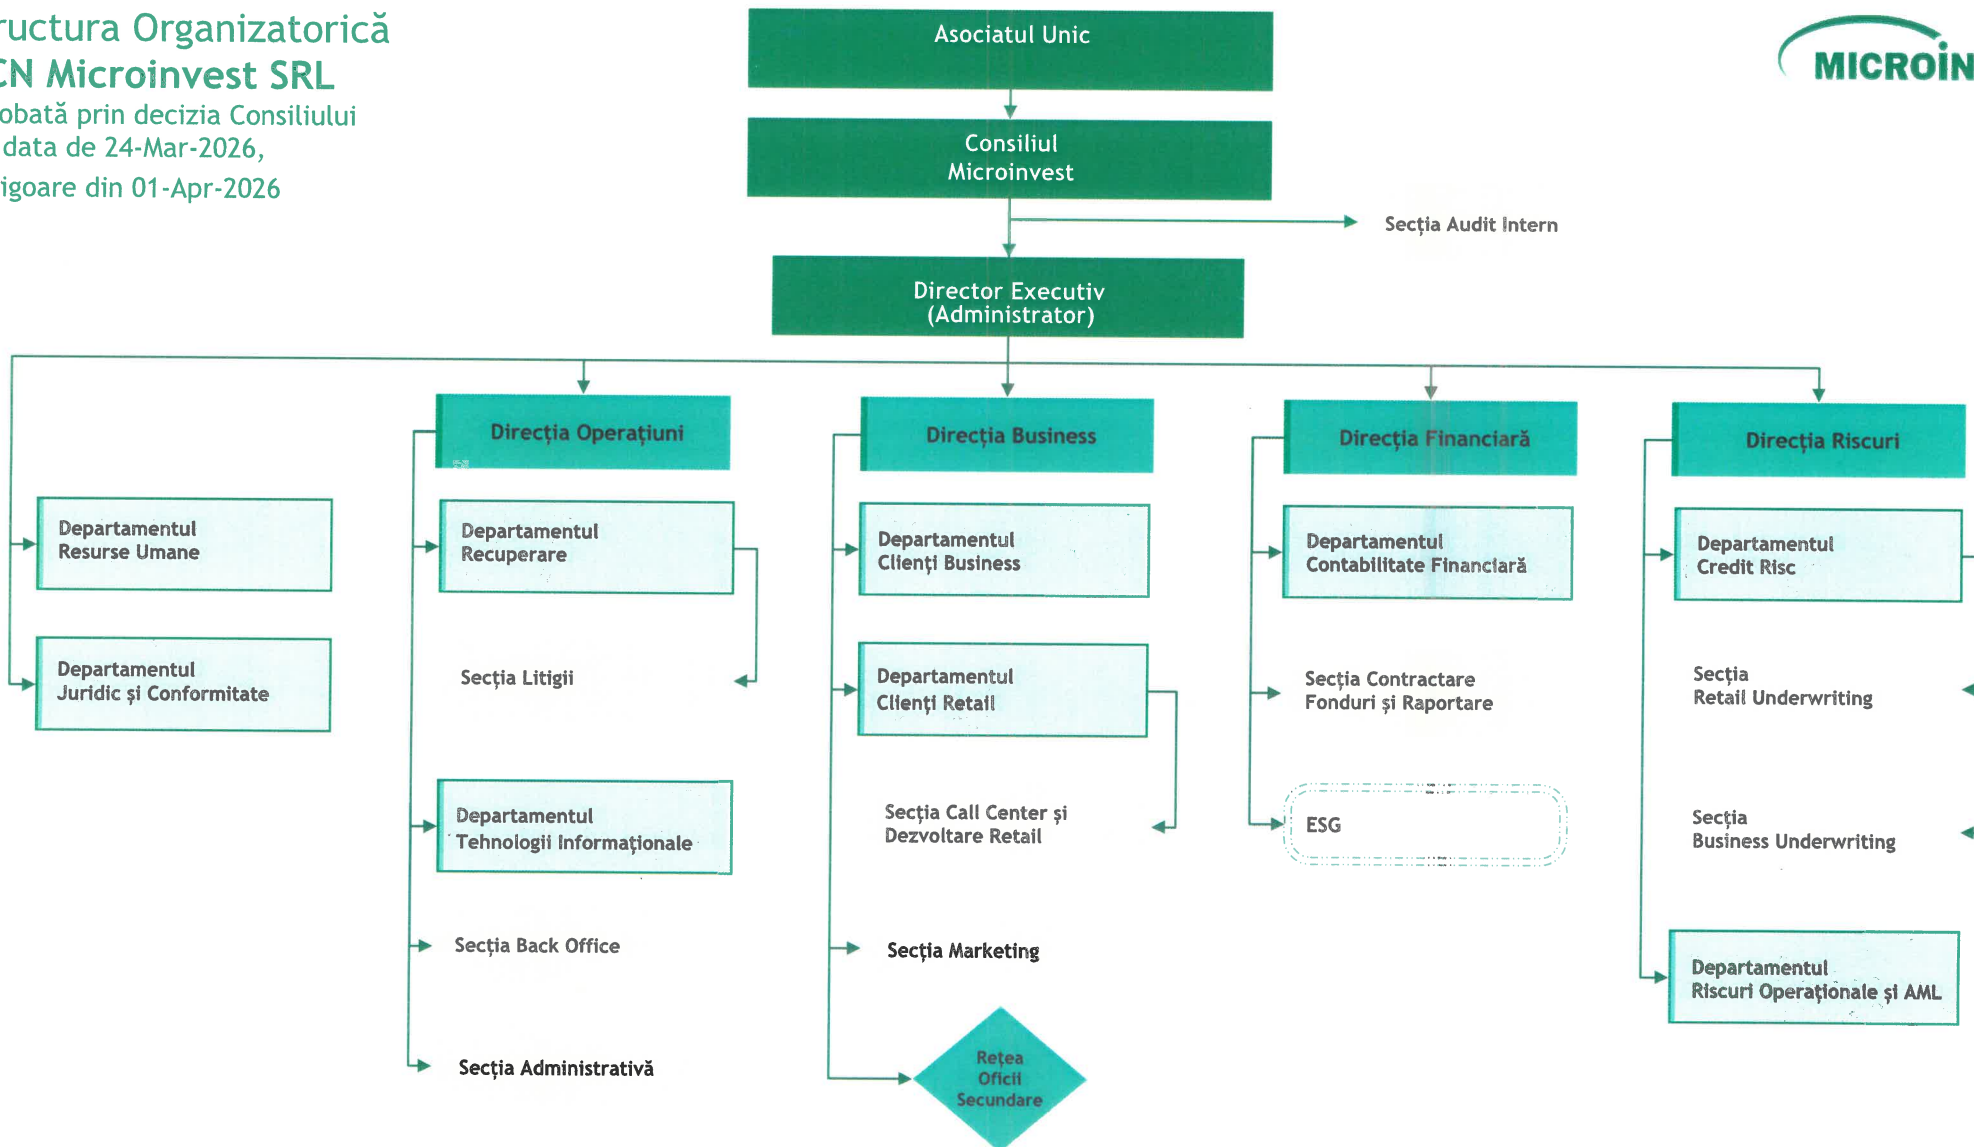 ructura Organizatorică
CN Microinvest SRL
obată prin decizia Consiliului
data de 24-Mar-2026,
igoare din 01-Apr-2026
Asociatul Unic
MICROIN
Consiliul
Microinvest
Secția Audit Intern
Director Executiv
(Administrator)
Direcția Operațiuni
Direcția Business
Direcția Financiară
Direcția Riscuri
Departamentul
Resurse Umane
Departamentul
Juridic și Conformitate
Departamentul
Recuperare
Secția Litigii
Departamentul
Tehnologii Informaționale
Secția Back Office
Secția Administrativă
Departamentul
Clienți Business
Departamentul
Clienți Retail
Secția Call Center și
Dezvoltare Retail
Secția Marketing
Rețea
Oficii
Secundare
Departamentul
Contabilitate Financiară
Secția Contractare
Fonduri și Raportare
ESG
Departamentul
Credit Risc
Secția
Retail Underwriting
Secția
Business Underwriting
Departamentul
Riscuri Operaționale și AML